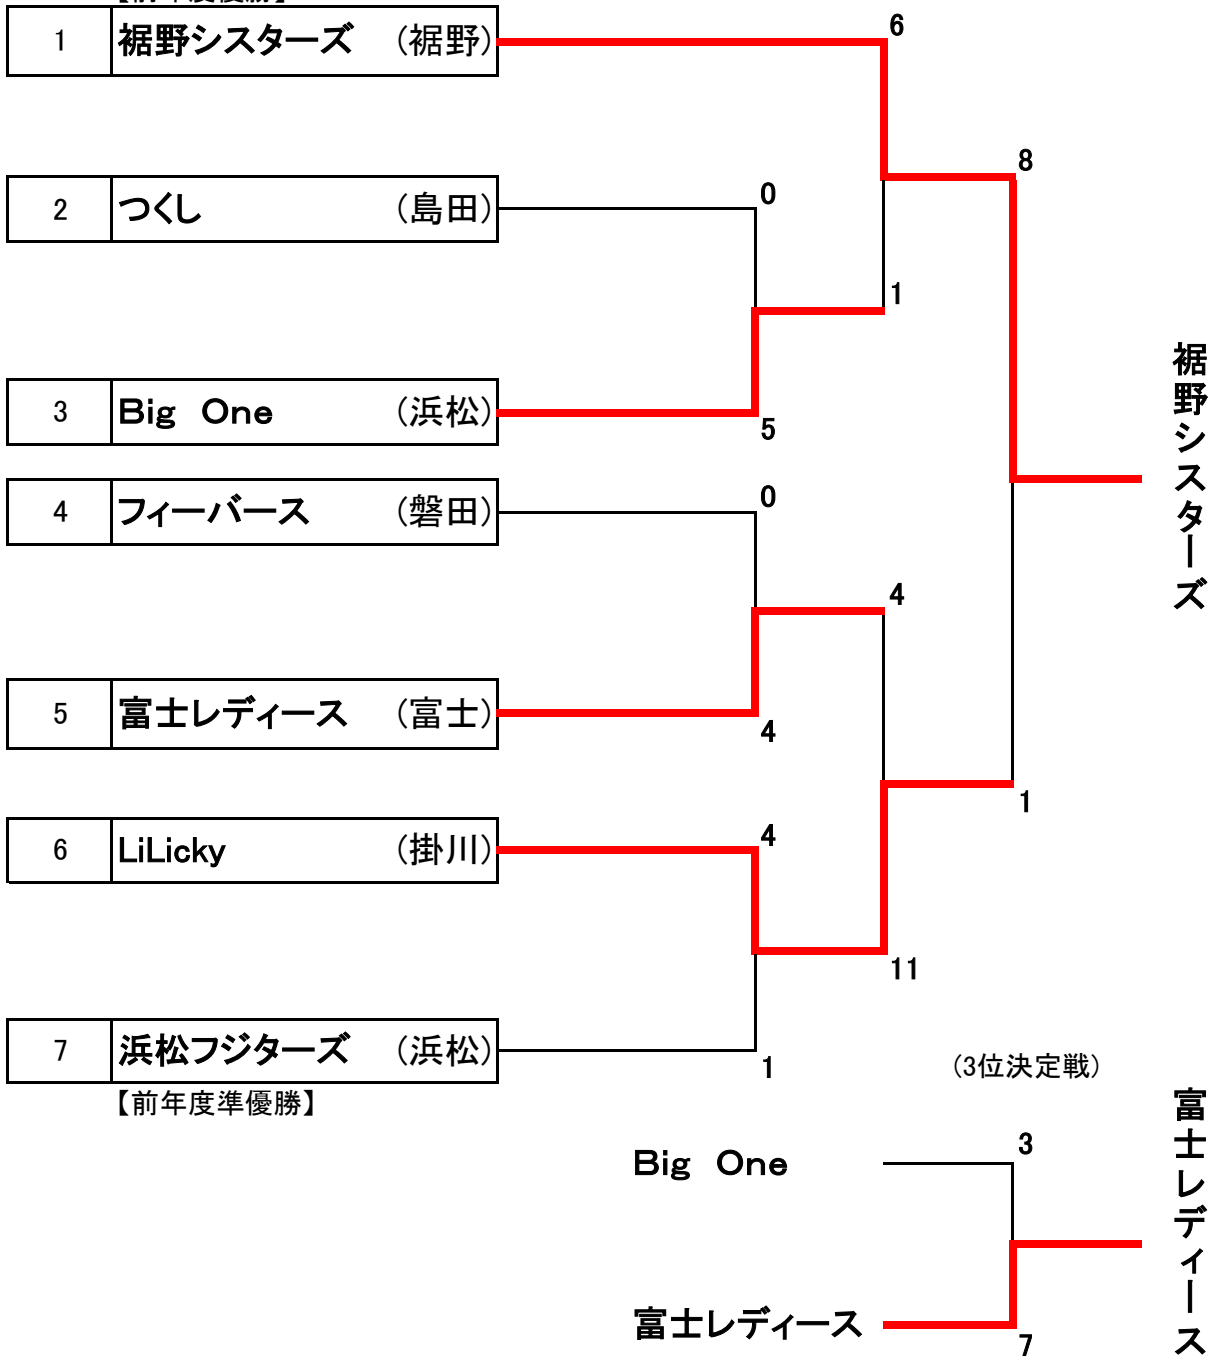 1 裾野シスターズ (裾野)
6
8
2 つくし (島田)
0
1
3 Big One (浜松)
5
裾野シスターズ
4 フィーバース (磐田)
0
4
5 富士レディース (富士)
4
1
6 LiLicky (掛川)
4
11
7 浜松フジターズ (浜松)
1
【前年度準優勝】
(3位決定戦)
Big One
3
富士レディース
富士レディース
7